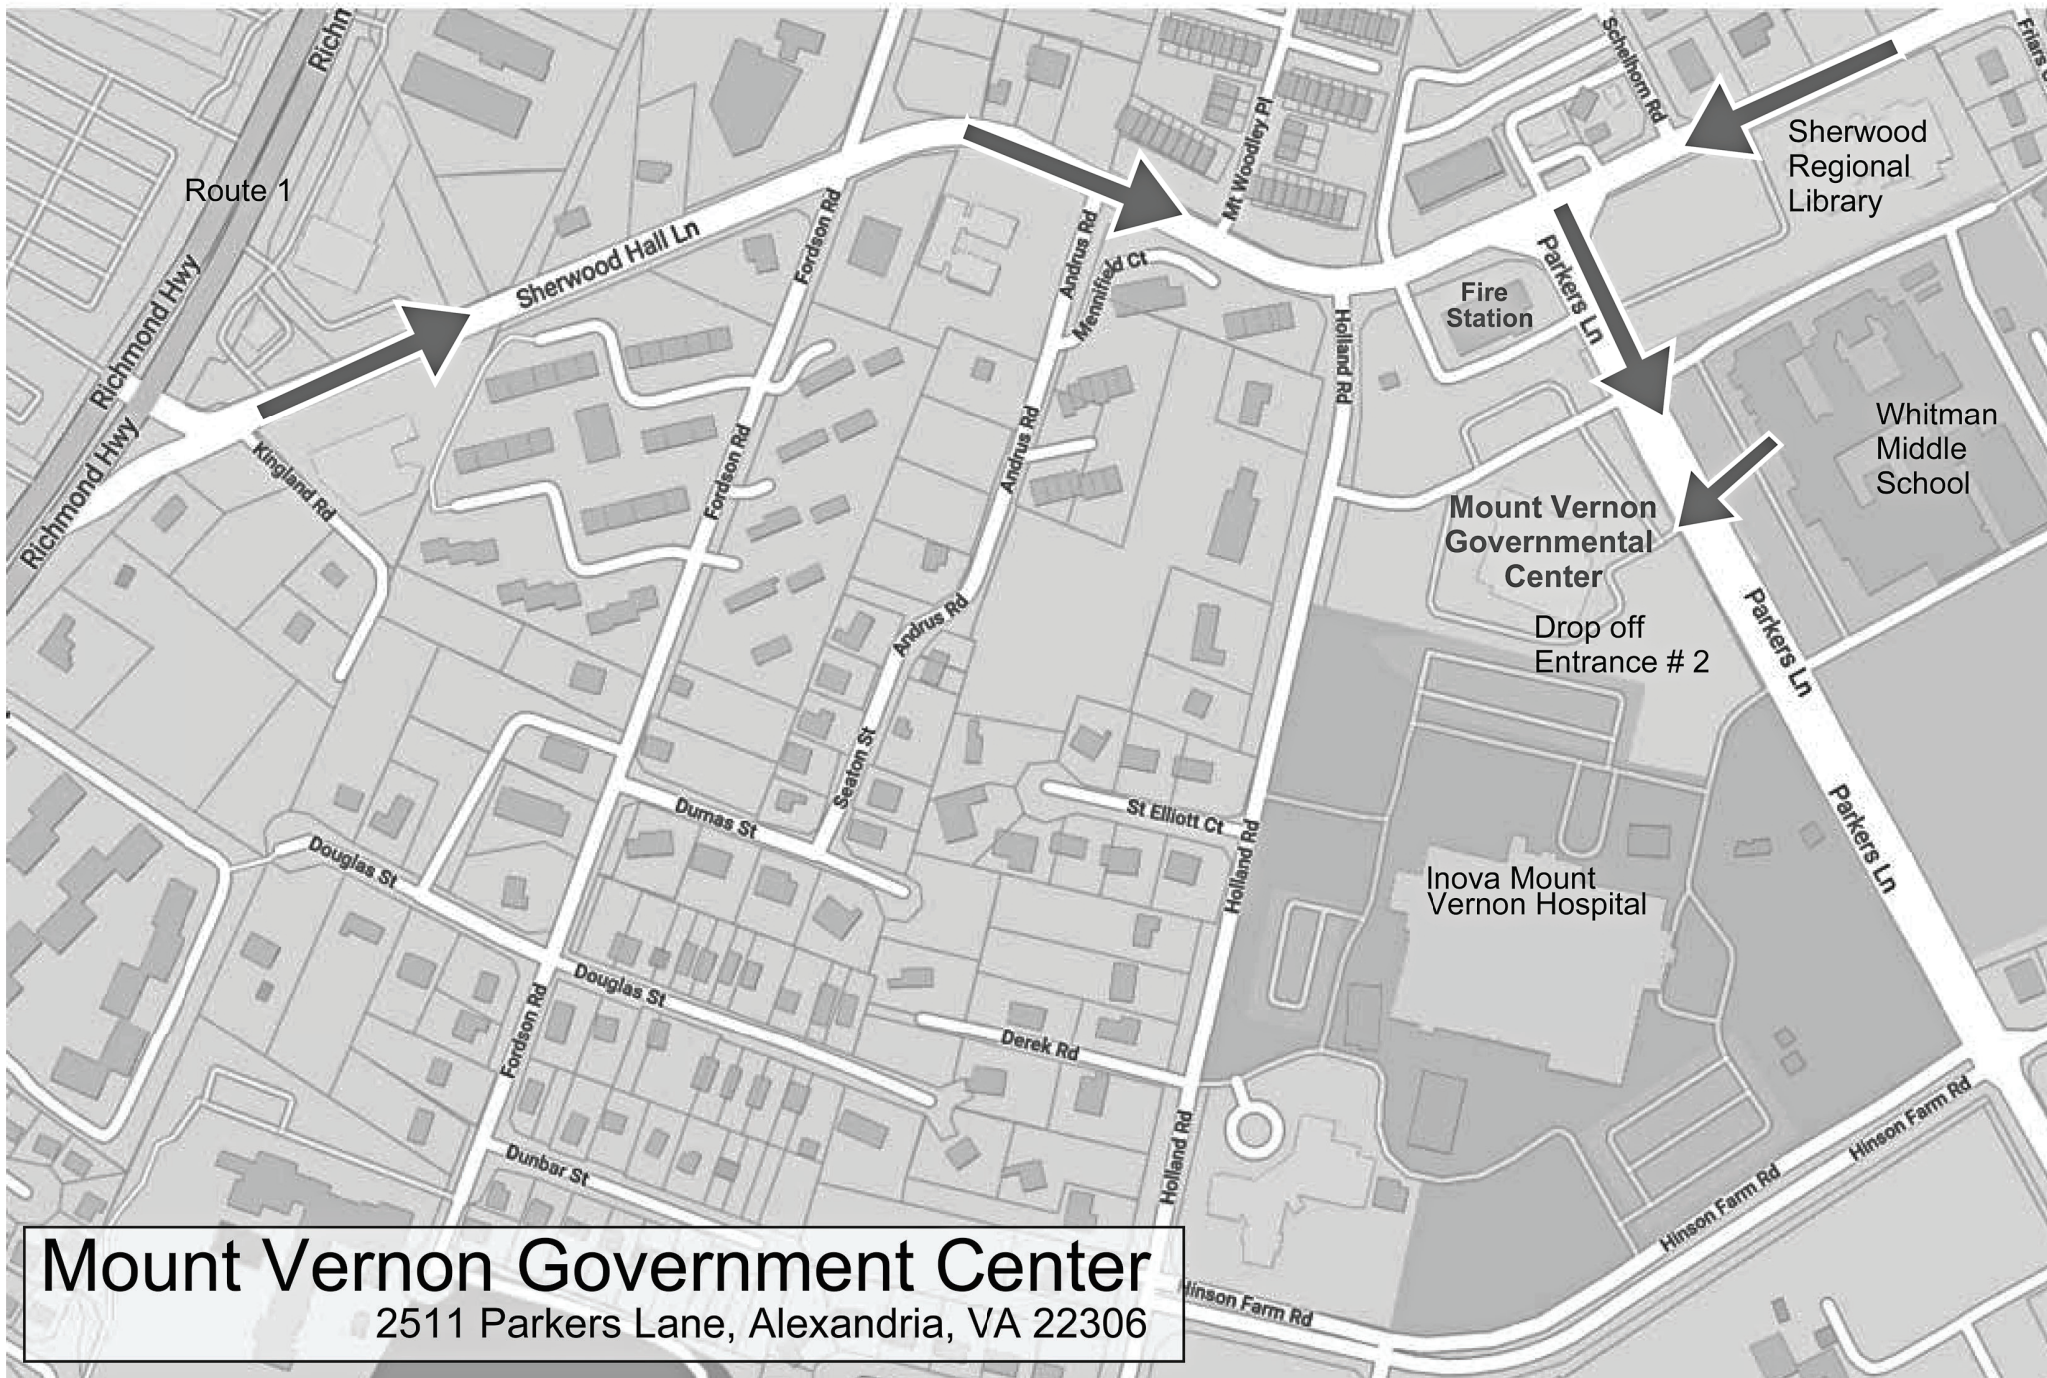 Richm
Richn
Schelhorn Rd
Friars
Sherwood
Regional
Library
Mt Woodley Pl
Route 1
Fordson Rd
Sherwood Hall Ln
Andrus Rd
Mennifield Ct
Parkers Ln
Fire
Station
Richmond Hwy
Holland Rd
Richmond Hwy
Kingland Rd
Fordson Rd
Andrus Rd
Whitman
Middle
School
Mount Vernon
Governmental
Center
Drop off
Entrance # 2
Andrus Rd
Parkers Ln
Seaton St
Durnas St
St Elliott Ct
Holland Rd
Parkers Ln
Douglas St
Inova Mount
Vernon Hospital
Douglas St
Fordson Rd
Derek Rd
Hinson Farm Rd
Holland Rd
Dunbar St
Hinson Farm Rd
Hinson Farm Rd
Mount Vernon Government Center
2511 Parkers Lane, Alexandria, VA 22306